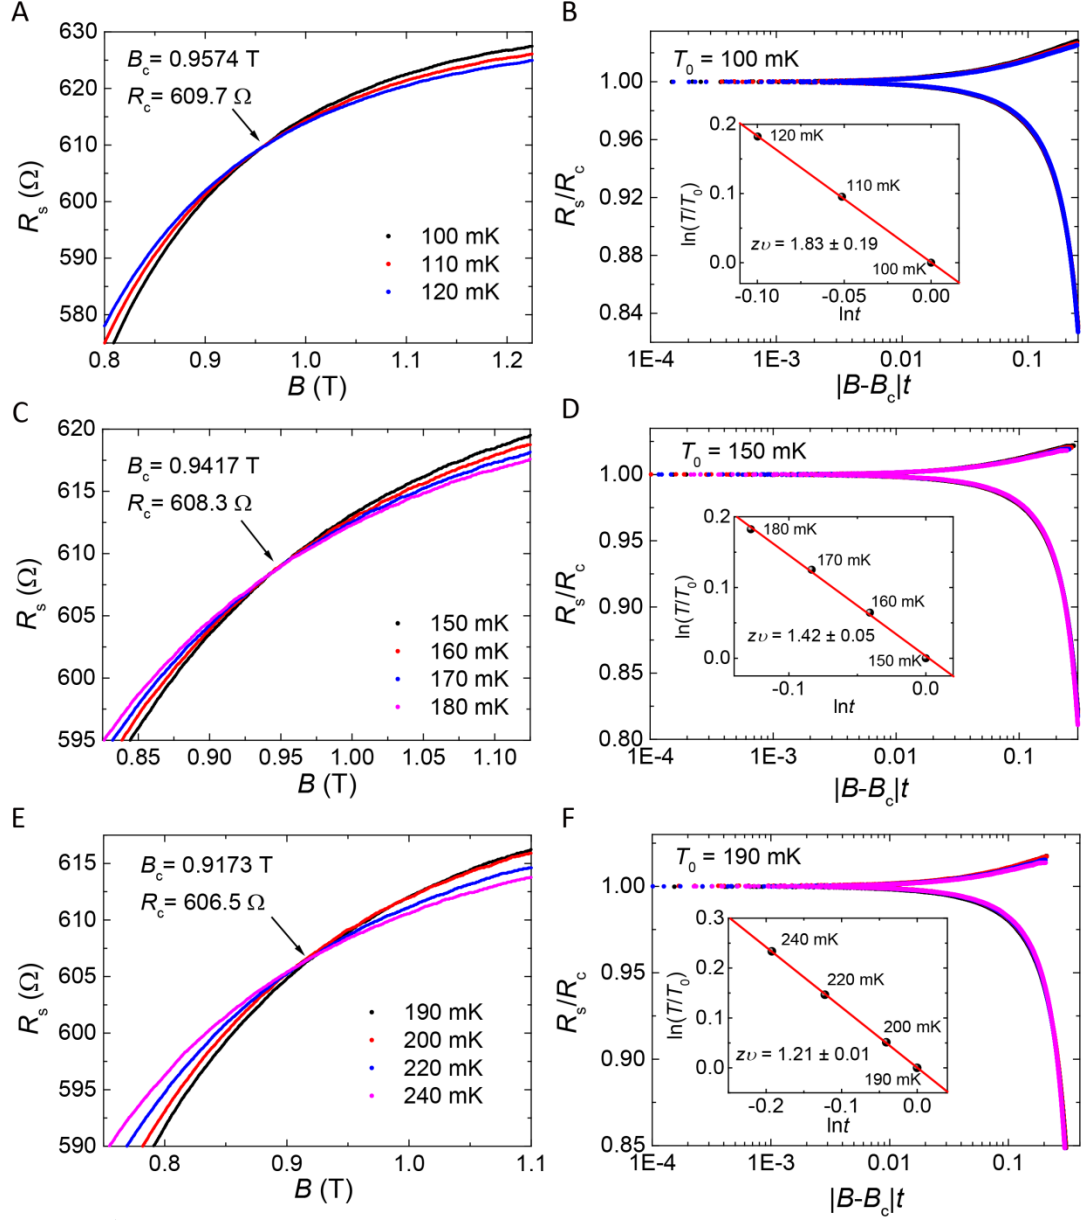 A
B_c = 0.9574 T
R_c = 609.7 Ω
630
620
610
600
590
580
R_s (Ω)
100 mK
110 mK
120 mK
0.8 0.9 1.0 1.1 1.2
B (T)
B
T_0 = 100 mK
1.00
0.96
0.92
0.88
0.84
R_s/R_c
0.2
0.1
0.0
ln(T/T_0)
120 mK
110 mK
zυ = 1.83 ± 0.19
100 mK
-0.10 -0.05 0.00
lnt
1E-4 1E-3 0.01 0.1
|B-B_c|t
C
B_c = 0.9417 T
R_c = 608.3 Ω
620
615
610
605
600
595
R_s (Ω)
150 mK
160 mK
170 mK
180 mK
0.85 0.90 0.95 1.00 1.05 1.10
B (T)
D
T_0 = 150 mK
1.00
0.95
0.90
0.85
0.80
R_s/R_c
0.2
0.1
0.0
ln(T/T_0)
180 mK
170 mK
160 mK
zυ = 1.42 ± 0.05
150 mK
-0.1 0.0
lnt
1E-4 1E-3 0.01 0.1
|B-B_c|t
E
B_c = 0.9173 T
R_c = 606.5 Ω
615
610
605
600
595
590
R_s (Ω)
190 mK
200 mK
220 mK
240 mK
0.8 0.9 1.0 1.1
B (T)
F
T_0 = 190 mK
1.00
0.95
0.90
0.85
R_s/R_c
0.3
0.2
0.1
0.0
ln(T/T_0)
240 mK
220 mK
200 mK
zυ = 1.21 ± 0.01
190 mK
-0.2 -0.1 0.0
lnt
1E-4 1E-3 0.01 0.1
|B-B_c|t